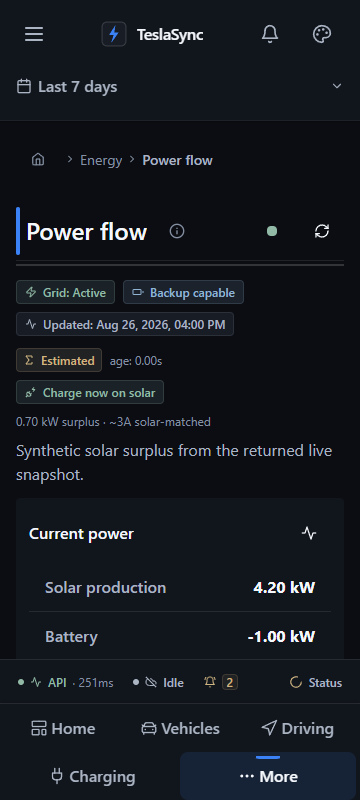 TeslaSync
Last 7 days
Energy Power flow
Power flow
Grid: Active Backup capable
Updated: Aug 26, 2026, 04:00 PM
Estimated age: 0.00s
Charge now on solar
0.70 kW surplus · ~3A solar-matched
Synthetic solar surplus from the returned live
snapshot.
Current power
Solar production 4.20 kW
Battery -1.00 kW
API · 251ms Idle 2 Status
Home Vehicles Driving
Charging More